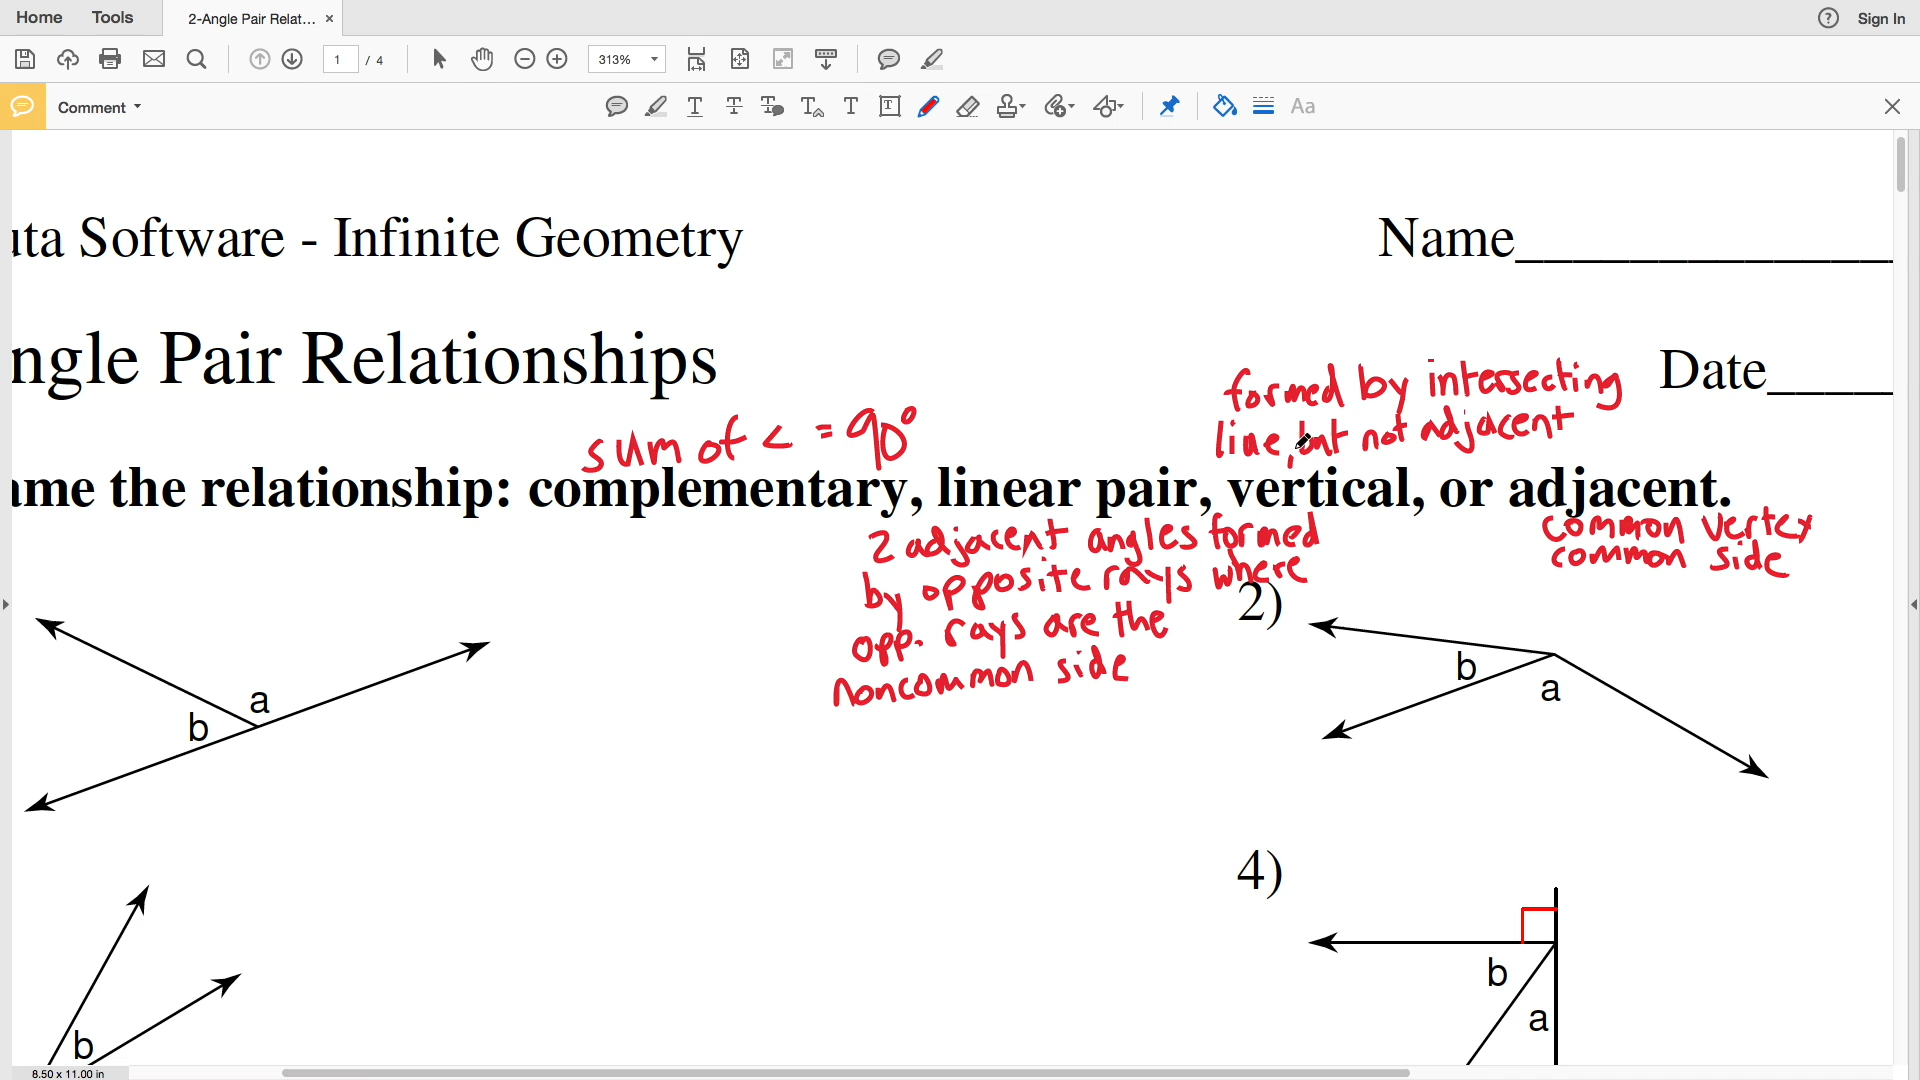 Home Tools 2-Angle Pair Relat... × Sign In
1 / 4 313%
Comment Aa
uta Software - Infinite Geometry Name
ngle Pair Relationships Date
formed by intersecting
line, but not adjacent
sum of < = 90°
ame the relationship: complementary, linear pair, vertical, or adjacent.
common vertex
common side
2 adjacent angles formed
by opposite rays where
opp. rays are the
noncommon side
2)
b a
a
b
4)
b
a
b
8.50 x 11.00 in